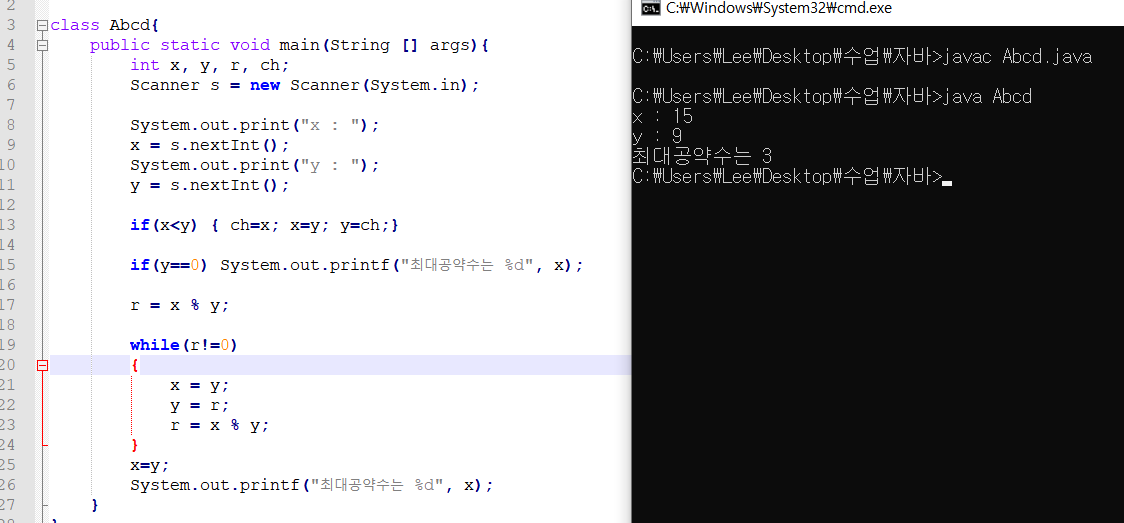 2
3 class Abcd{
4 public static void main(String [] args){
5 int x, y, r, ch;
6 Scanner s = new Scanner(System.in);
7
8 System.out.print("x : ");
9 x = s.nextInt();
10 System.out.print("y : ");
11 y = s.nextInt();
12
13 if(x<y) { ch=x; x=y; y=ch;}
14
15 if(y==0) System.out.printf("최대공약수는 %d", x);
16
17 r = x % y;
18
19 while(r!=0)
20 {
21 x = y;
22 y = r;
23 r = x % y;
24 }
25 x=y;
26 System.out.printf("최대공약수는 %d", x);
27 }
C:\Windows\System32\cmd.exe
C:\Users\Lee\Desktop\수업\자바>javac Abcd.java
C:\Users\Lee\Desktop\수업\자바>java Abcd
x : 15
y : 9
최대공약수는 3
C:\Users\Lee\Desktop\수업\자바>